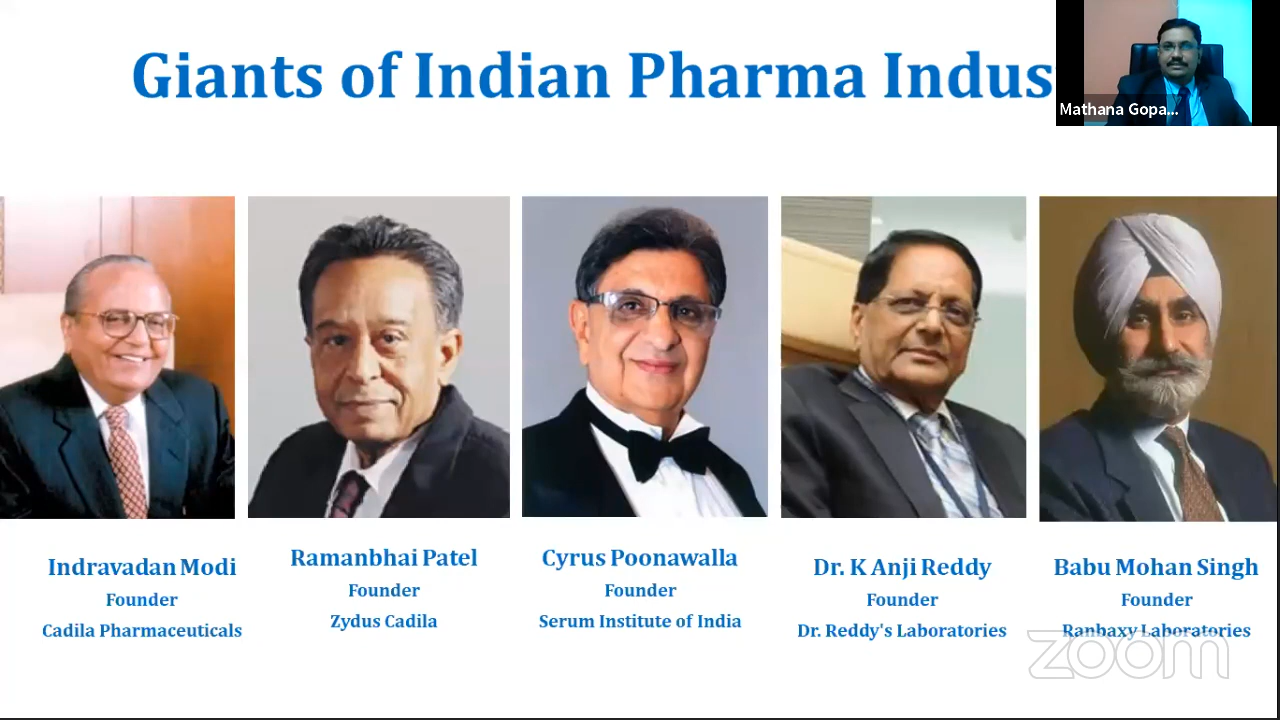 Giants of Indian Pharma Indus
Mathana Gopa...
Indravadan Modi
Founder
Cadila Pharmaceuticals
Ramanbhai Patel
Founder
Zydus Cadila
Cyrus Poonawalla
Founder
Serum Institute of India
Dr. K Anji Reddy
Founder
Dr. Reddy's Laboratories
Babu Mohan Singh
Founder
Ranbaxy Laboratories
zoom